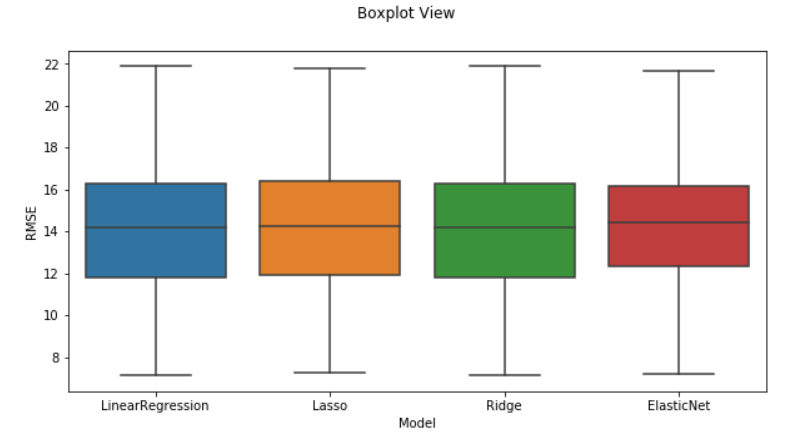 Boxplot View
22
20
18
16
14
12
10
8
RMSE
LinearRegression Lasso Ridge ElasticNet
Model